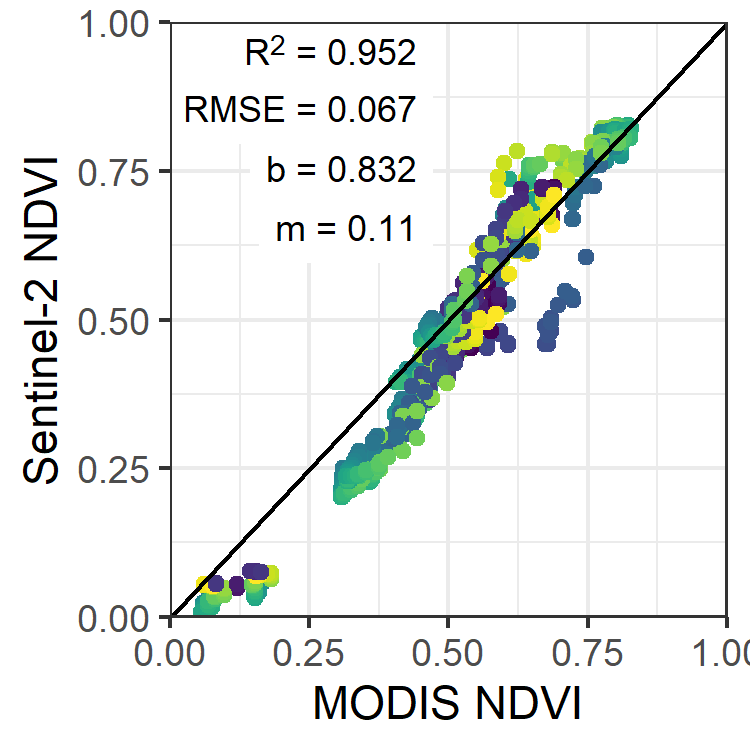 1.00
R² = 0.952
RMSE = 0.067
b = 0.832
m = 0.11
0.75
0.50
0.25
0.00
Sentinel-2 NDVI
0.00 0.25 0.50 0.75 1.00
MODIS NDVI